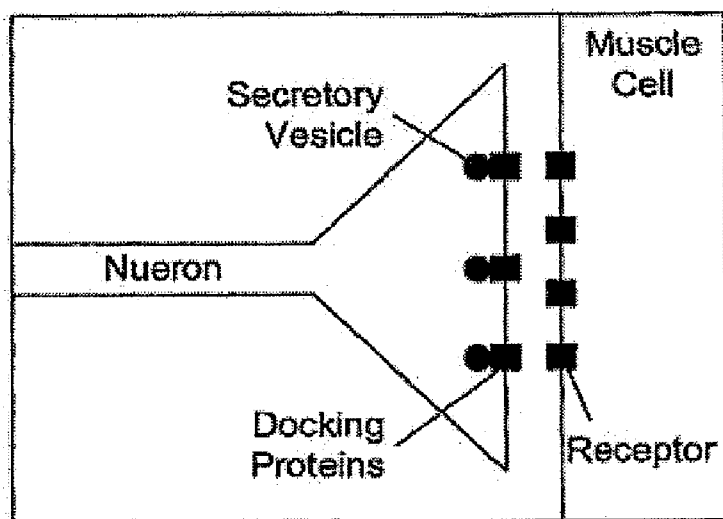 Muscle
Cell
Secretory
Vesicle
Nueron
Docking
Proteins
Receptor